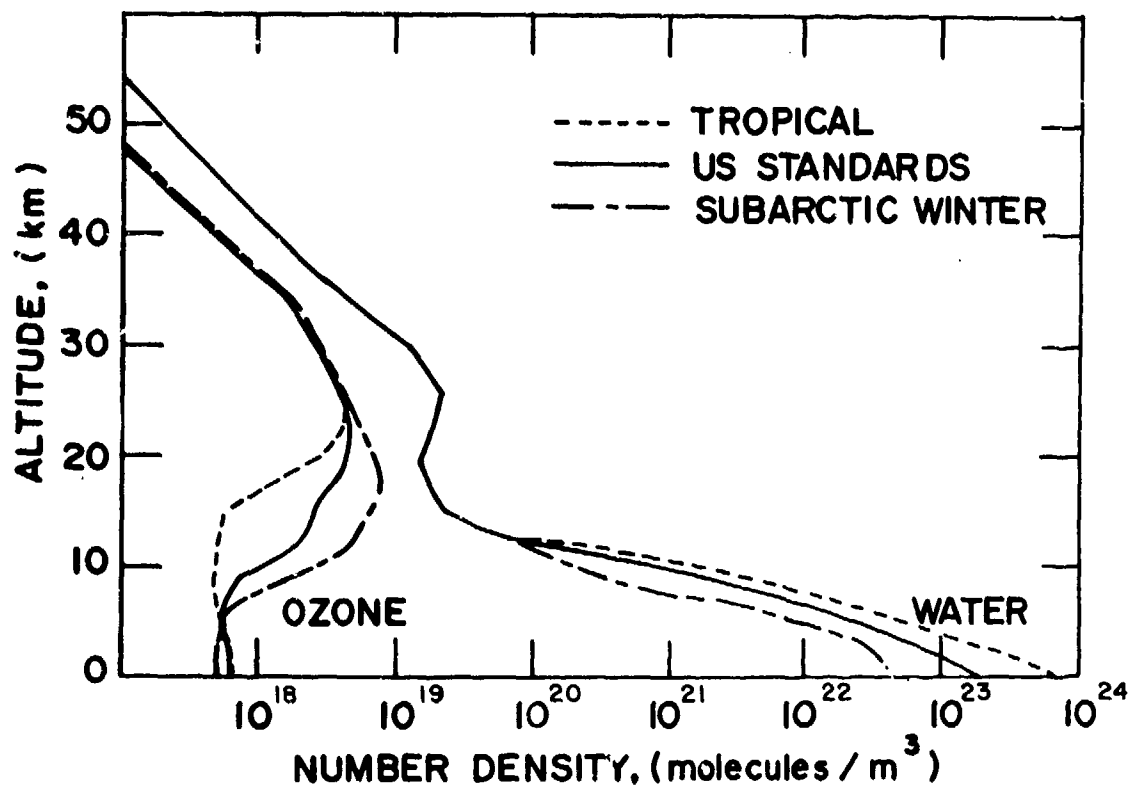 ALTITUDE, (km)
50
40
30
20
10
0
TROPICAL
US STANDARDS
SUBARCTIC WINTER
OZONE
WATER
10^18
10^19
10^20
10^21
10^22
10^23
10^24
NUMBER DENSITY, (molecules/m^3)